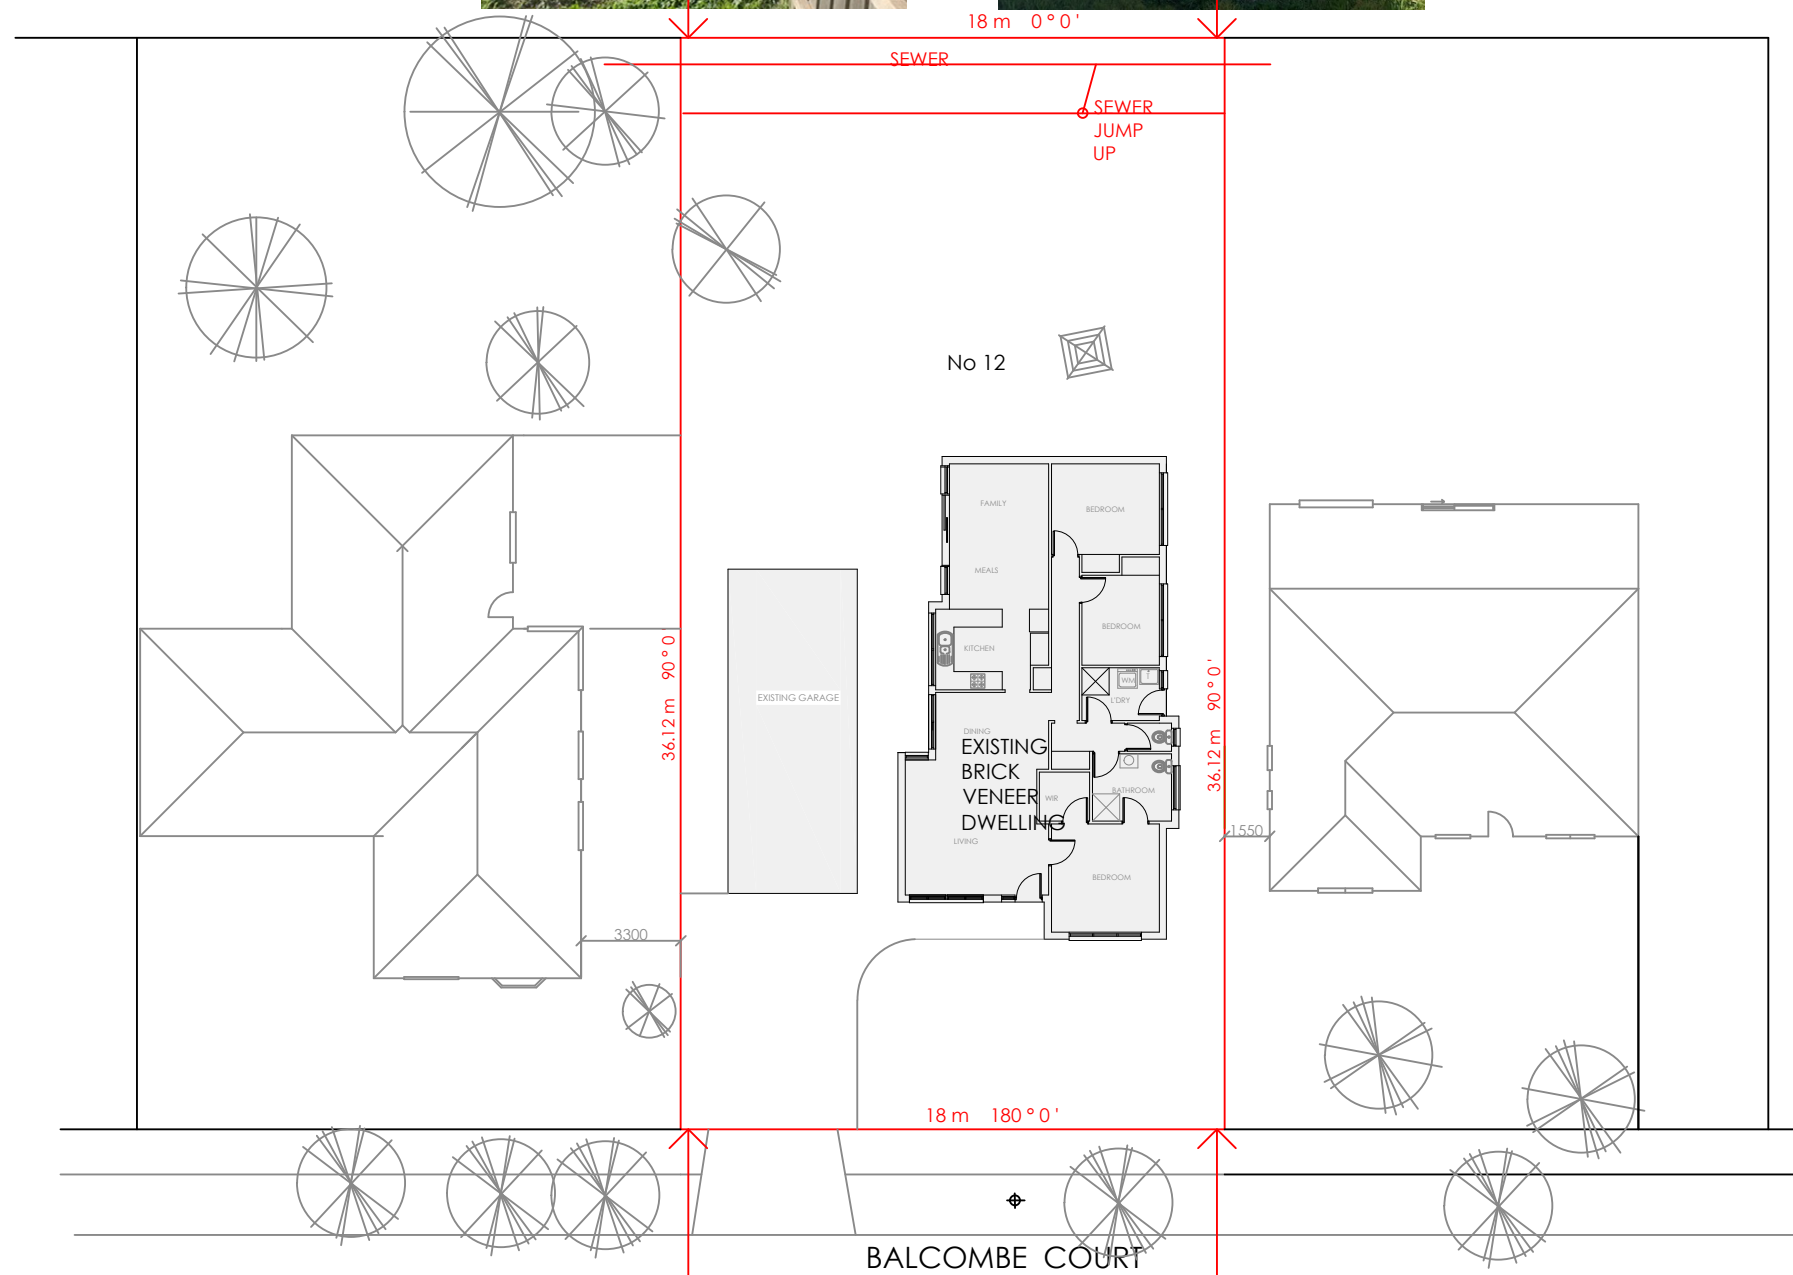 18 m 0 ° 0 '
SEWER
SEWER
JUMP
UP
No 12
FAMILY
BEDROOM
MEALS
BEDROOM
KITCHEN
WM
T
L'DRY
36.12 m 90 ° 0
EXISTING GARAGE
36.12 m 90 ° 0 '
DINING
EXISTING
BRICK
VENEER
DWELLING
WIR
BATHROOM
LIVING
BEDROOM
1550
3300
18 m 180 ° 0 '
BALCOMBE COURT